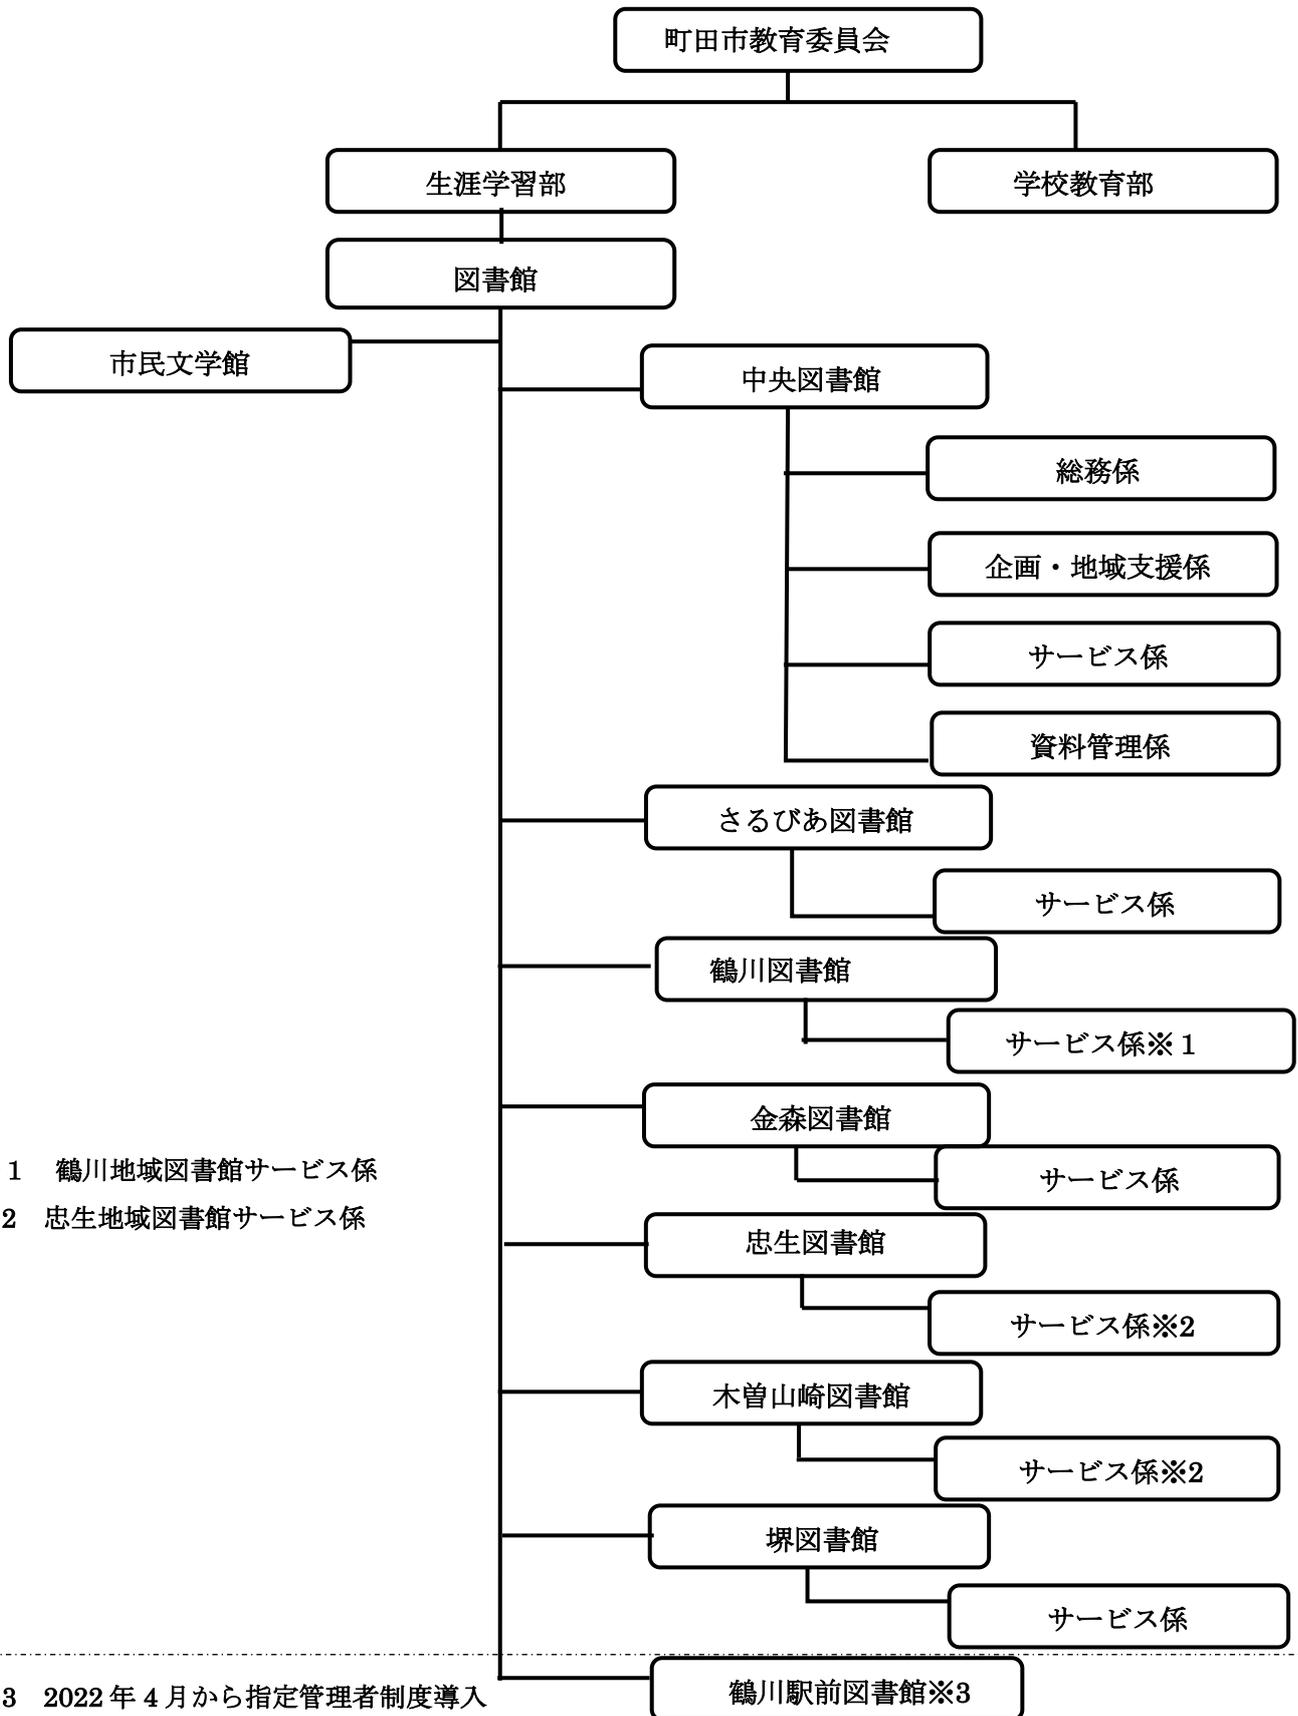 町田市教育委員会
生涯学習部
学校教育部
図書館
市民文学館
中央図書館
総務係
企画・地域支援係
サービス係
資料管理係
さるびあ図書館
サービス係
鶴川図書館
サービス係※１
金森図書館
1 鶴川地域図書館サービス係
サービス係
2 忠生地域図書館サービス係
忠生図書館
サービス係※2
木曽山崎図書館
サービス係※2
堺図書館
サービス係
鶴川駅前図書館※3
3 2022 年 4 月から指定管理者制度導入